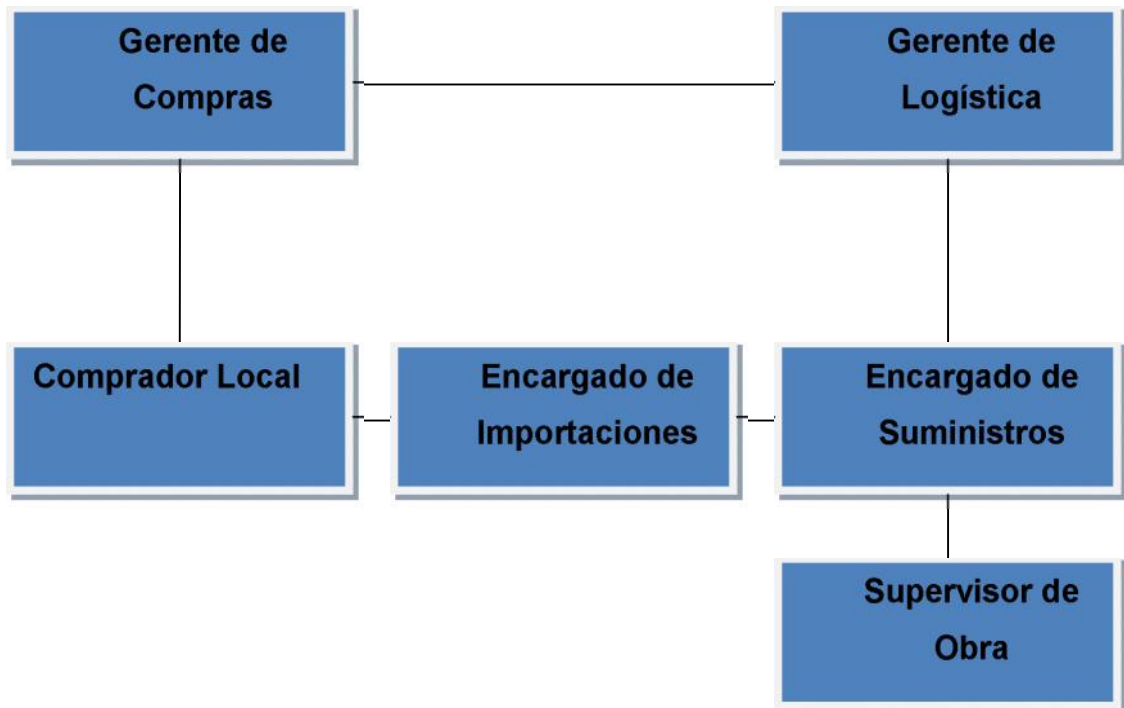 Gerente de
Compras
Gerente de
Logística
Comprador Local
Encargado de
Importaciones
Encargado de
Suministros
Supervisor de
Obra